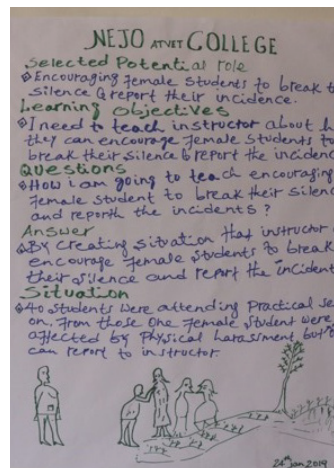 NEJO ATVET COLLEGE
Selected Potential role
Encouraging Female Students to break t
Silence & report their incidence.
Learning objectives
I need to teach instructor about h
they can encourage Female Students to
break their Silence & report the incidenc
Questions
How i am going to teach encouraging
Female student to break their Silen
and reporth the incidents?
Answer
By Creating Situation that instructor
encourage Female Students to break
their Silence and report the incident
Situation
40 Students were attending Practical se
on. From those One Female Student were
affected by Physical harassment but
can report to instructor.
24th Jan 2019